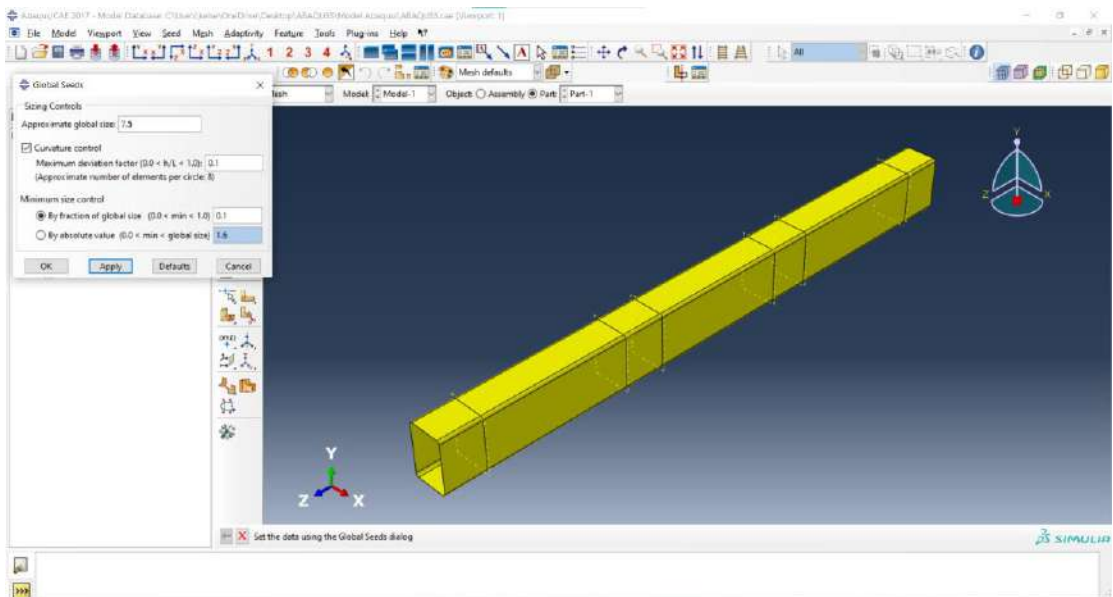 Abaqus/CAE 2017 - Model Database: C:\Users\
File Model Viewport View Seed Mesh Adaptivity Feature Tools Plug-ins Help
1 2 3 4
A
All
Mesh defaults
Model: Model-1 Object: Assembly Part: Part-1
Global Seeds
Sizing Controls
Approximate global size: 7.5
Curvature control
Maximum deviation factor (0.0 < h/L < 1.0): 0.1
(Approximate number of elements per circle: 8)
Minimum size control
By fraction of global size (0.0 < min < 1.0) 0.1
By absolute value (0.0 < min < global size) 1.6
OK Apply Defaults Cancel
Y
Z X
Y
Z X
Set the data using the Global Seeds dialog
SIMULIA
>>>